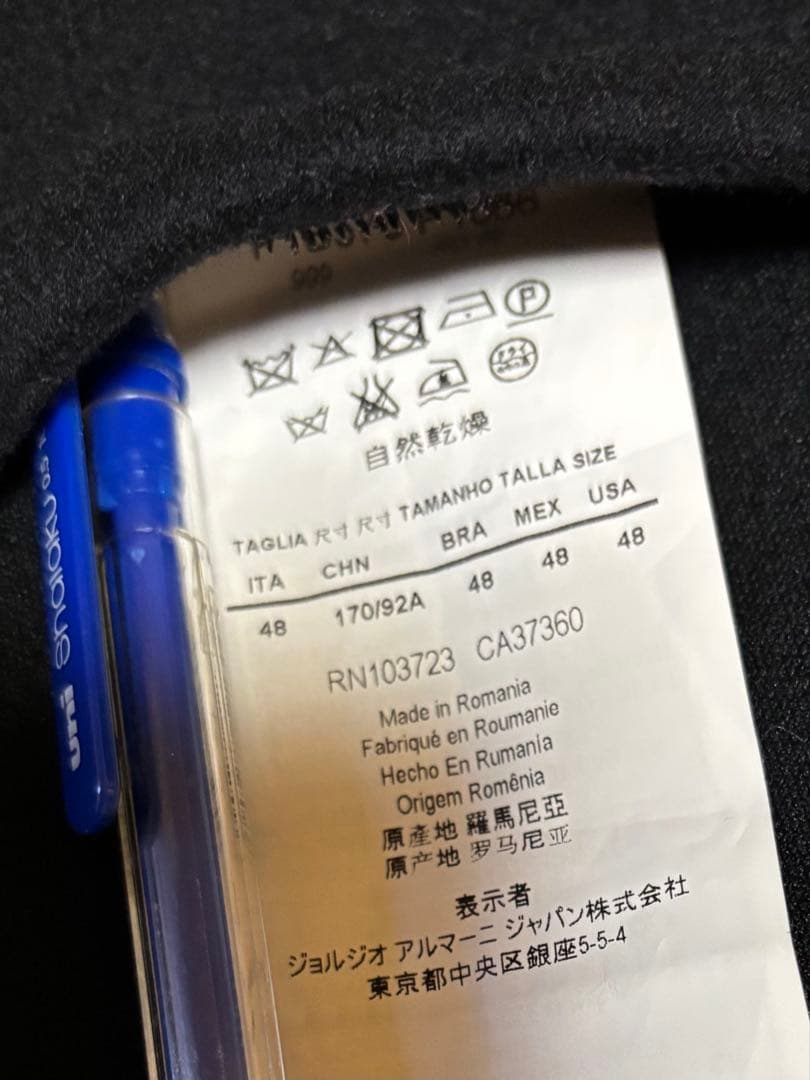 P
ドライ
自然乾燥
TAGLIA 尺寸 尺寸 TAMANHO TALLA SIZE
ITA CHN BRA MEX USA
48 170/92A 48 48 48
RN103723 CA37360
Made in Romania
Fabriqué en Roumanie
Hecho En Rumanía
Origem Romênia
原產地 羅馬尼亞
原产地 罗马尼亚
表示者
ジョルジオ アルマーニ ジャパン株式会社
東京都中央区銀座5-5-4
uni Shalaku